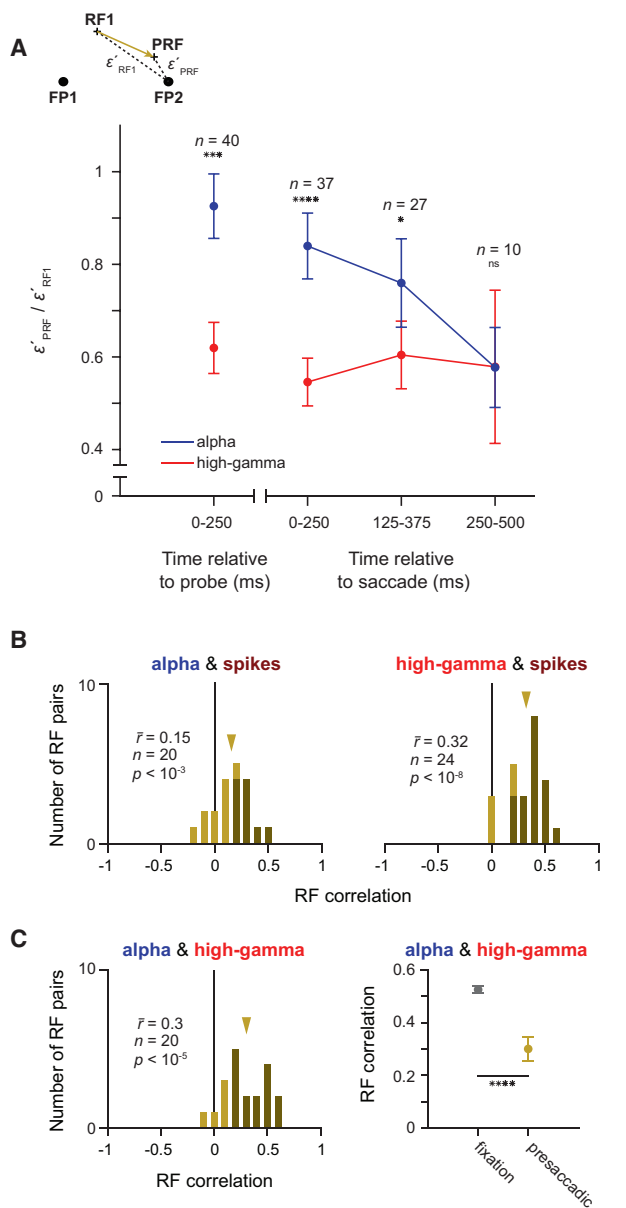 A
RF1
PRF
ε′RF1
ε′PRF
FP1
FP2
n = 40
***
n = 37
****
n = 27
*
n = 10
ns
1
0.8
0.6
0.4
0
ε′PRF / ε′RF1
alpha
high-gamma
0-250
0-250
125-375
250-500
Time relative
to probe (ms)
Time relative
to saccade (ms)
B
alpha & spikes
high-gamma & spikes
Number of RF pairs
10
0
r̄ = 0.15
n = 20
p < 10-3
-1
-0.5
0
0.5
1
r̄ = 0.32
n = 24
p < 10-8
-1
-0.5
0
0.5
1
RF correlation
C
alpha & high-gamma
alpha & high-gamma
Number of RF pairs
10
0
r̄ = 0.3
n = 20
p < 10-5
-1
-0.5
0
0.5
1
RF correlation
RF correlation
0.6
0.4
0.2
0
****
fixation
presaccadic